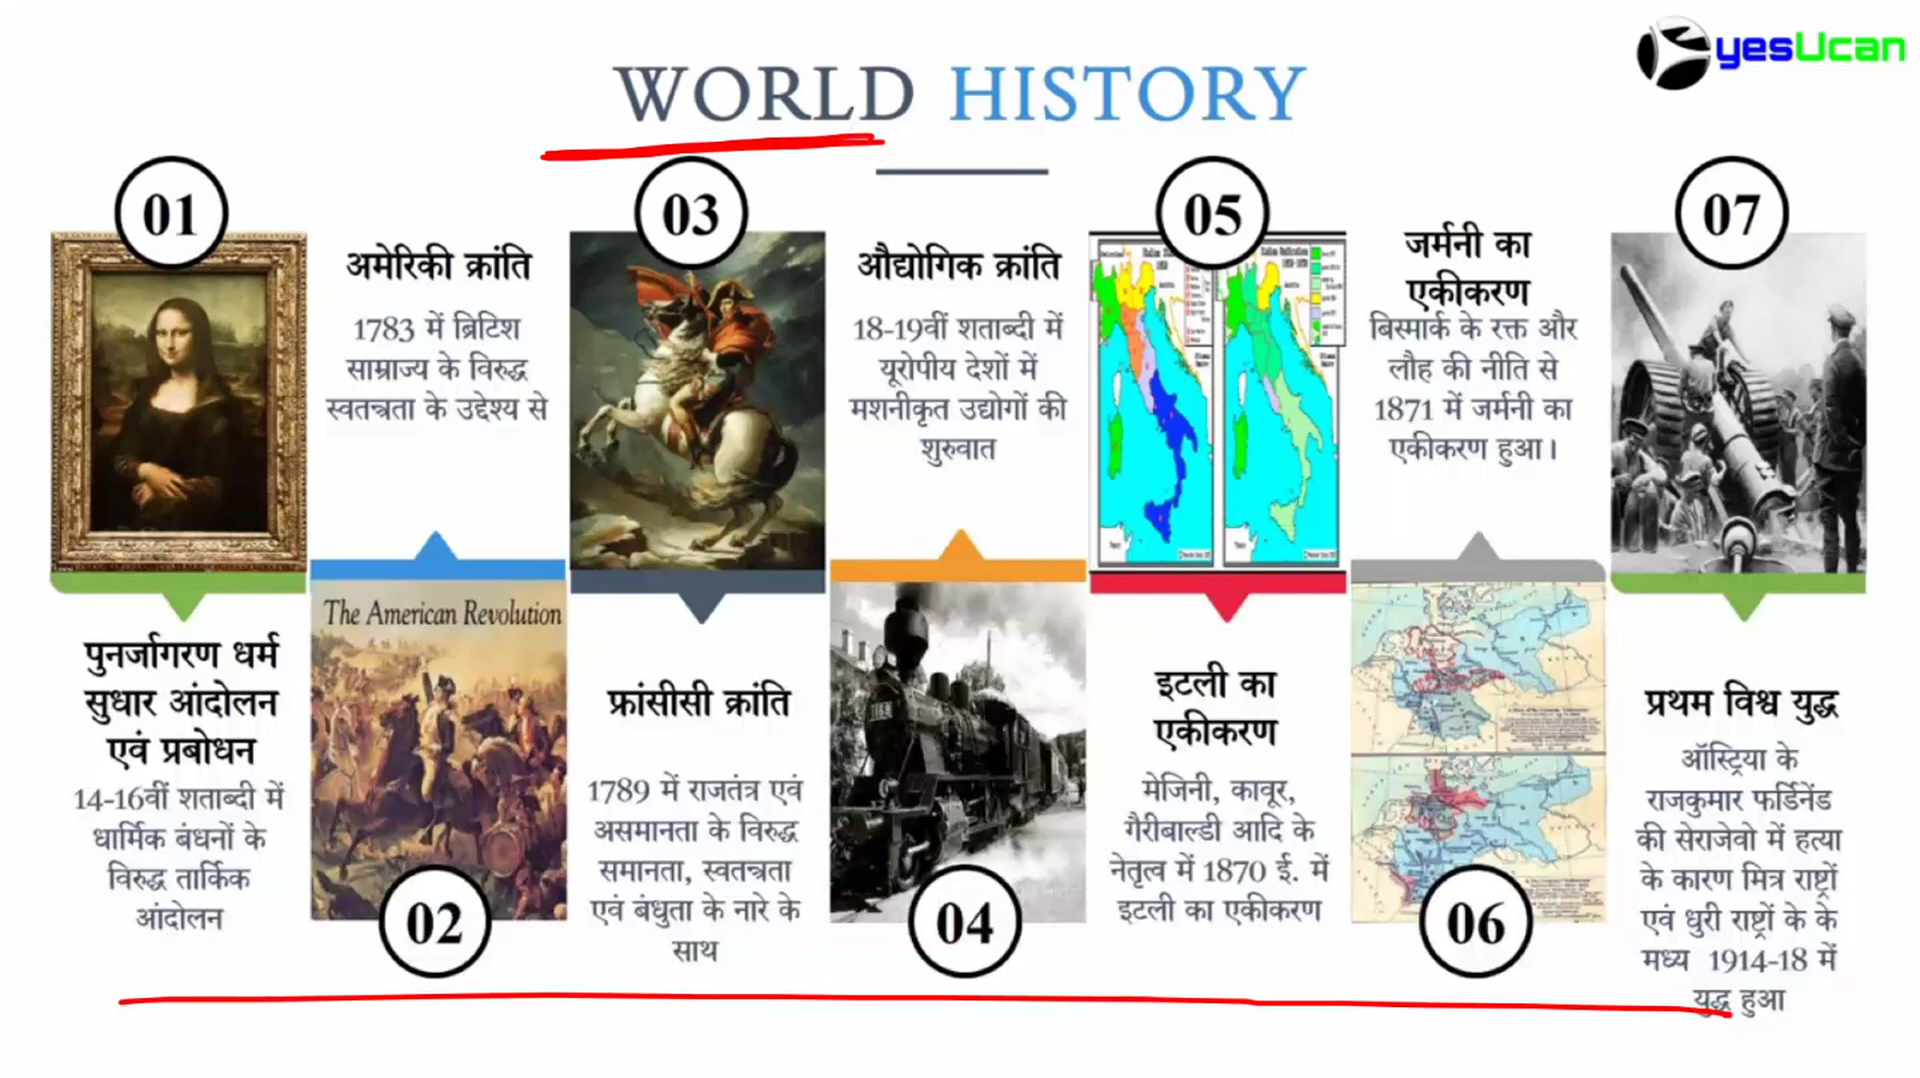 yesUcan
WORLD HISTORY
01
पुनर्जागरण धर्म
सुधार आंदोलन
एवं प्रबोधन
14-16वीं शताब्दी में
धार्मिक बंधनों के
विरुद्ध तार्किक
आंदोलन
अमेरिकी क्रांति
1783 में ब्रिटिश
साम्राज्य के विरुद्ध
स्वतन्त्रता के उद्देश्य से
The American Revolution
02
03
फ्रांसीसी क्रांति
1789 में राजतंत्र एवं
असमानता के विरुद्ध
समानता, स्वतन्त्रता
एवं बंधुता के नारे के
साथ
औद्योगिक क्रांति
18-19वीं शताब्दी में
यूरोपीय देशों में
मशनीकृत उद्योगों की
शुरुवात
04
05
इटली का
एकीकरण
मेजिनी, कावूर,
गैरीबाल्डी आदि के
नेतृत्व में 1870 ई. में
इटली का एकीकरण
जर्मनी का
एकीकरण
बिस्मार्क के रक्त और
लौह की नीति से
1871 में जर्मनी का
एकीकरण हुआ।
06
07
प्रथम विश्व युद्ध
ऑस्ट्रिया के
राजकुमार फर्डिनेंड
की सेराजेवो में हत्या
के कारण मित्र राष्ट्रों
एवं धुरी राष्ट्रों के के
मध्य 1914-18 में
युद्ध हुआ